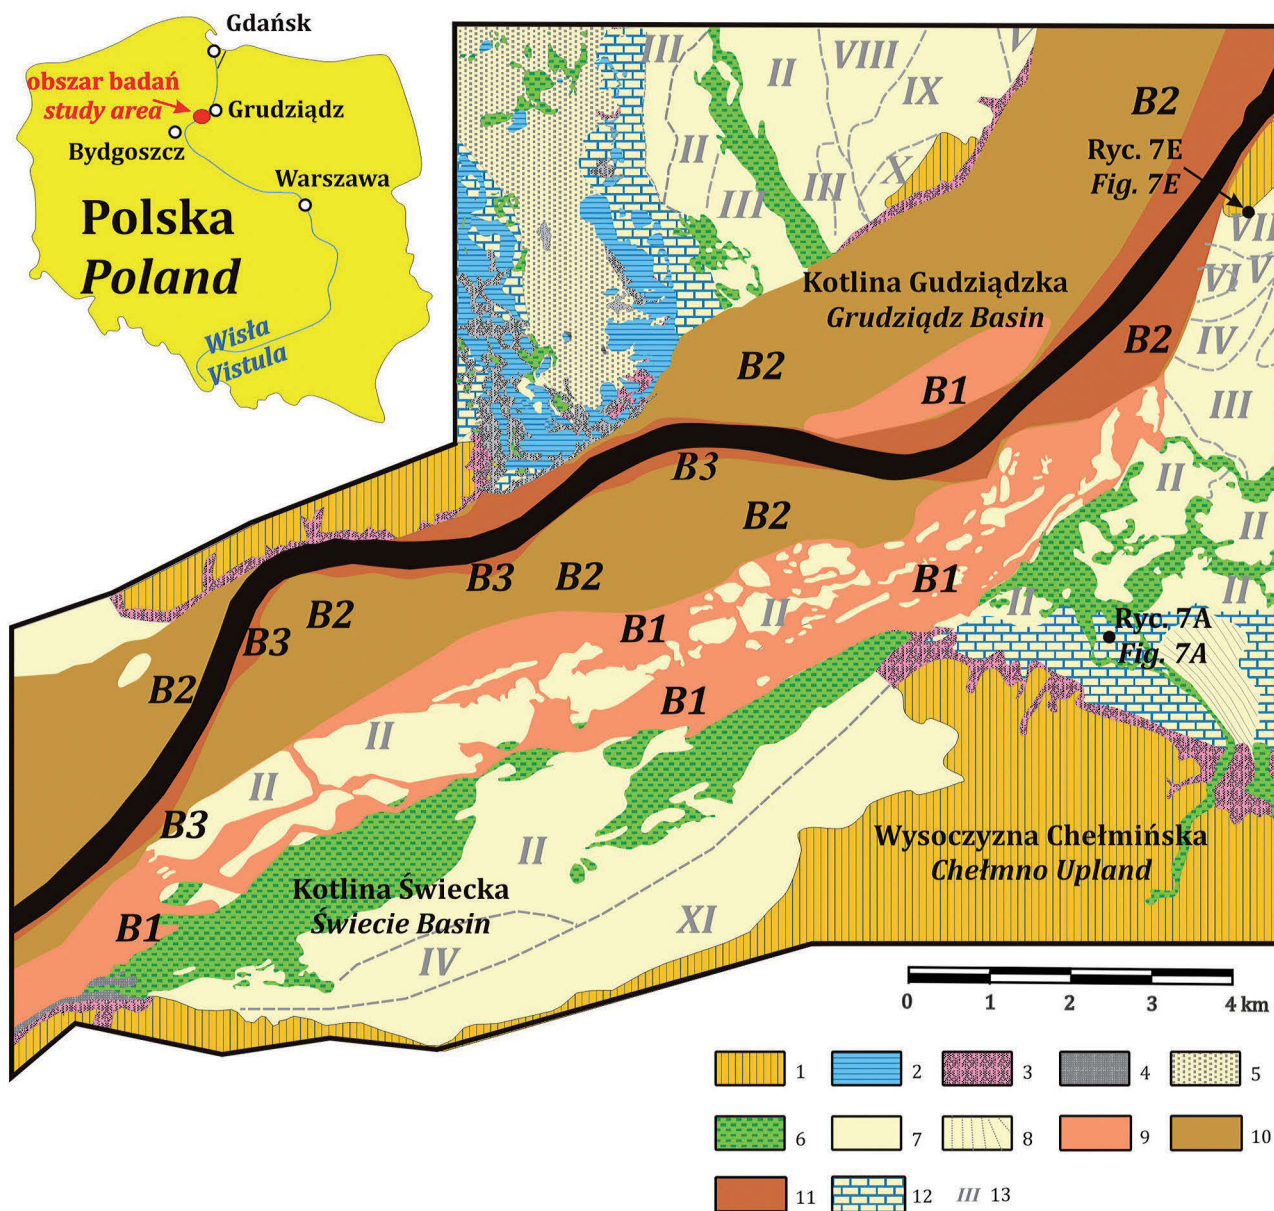 Gdańsk
obszar badań
study area
Grudziądz
Bydgoszcz
Warszawa
Polska
Poland
Wisła
Vistula
III
II
VIII
V
IX
II
III
III
X
B2
Ryc. 7E
Fig. 7E
VIII
VI
V
IV
III
Kotlina Gudziądzka
Grudziądz Basin
B2
B2
B1
B3
B2
II
II
II
II
B3
B2
B1
B2
B3
B1
II
Ryc. 7A
Fig. 7A
B2
B1
II
II
B3
II
Wysoczyzna Chełmińska
Chełmno Upland
Kotlina Świecka
Świecie Basin
B1
XI
IV
0 1 2 3 4 km
1 2 3 4 5
6 7 8 9 10
11 12 III 13